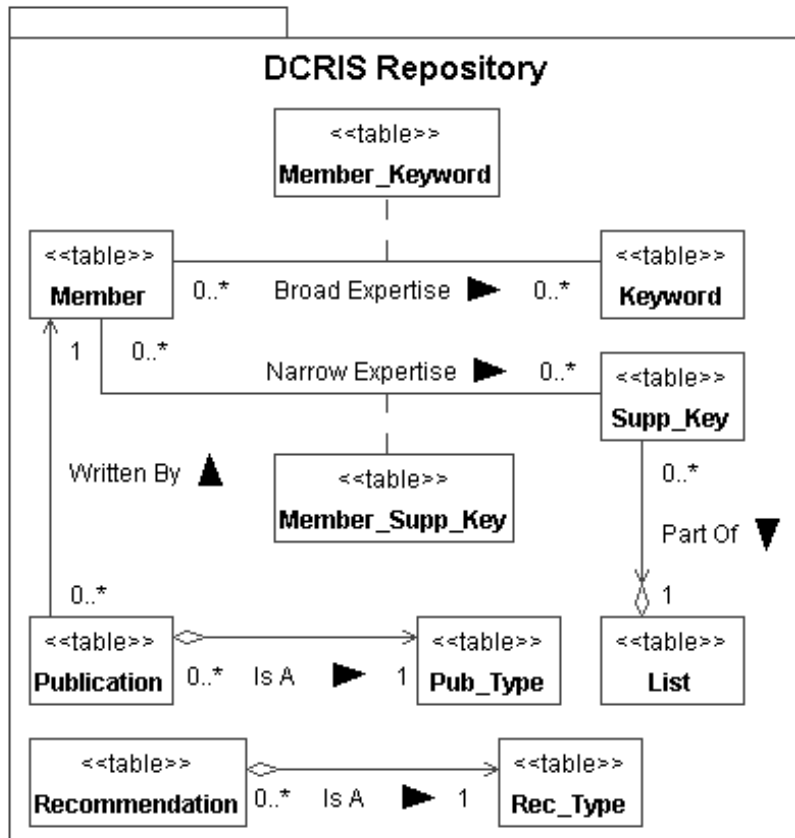 DCRIS Repository
<<table>>
Member_Keyword
<<table>>
Member
<<table>>
Keyword
0..* Broad Expertise 0..*
1 0..*
Narrow Expertise 0..*
<<table>>
Supp_Key
Written By
<<table>>
Member_Supp_Key
0..*
Part Of
0..*
1
<<table>>
Publication
0..* Is A 1
<<table>>
Pub_Type
<<table>>
List
<<table>>
Recommendation
0..* Is A 1
<<table>>
Rec_Type